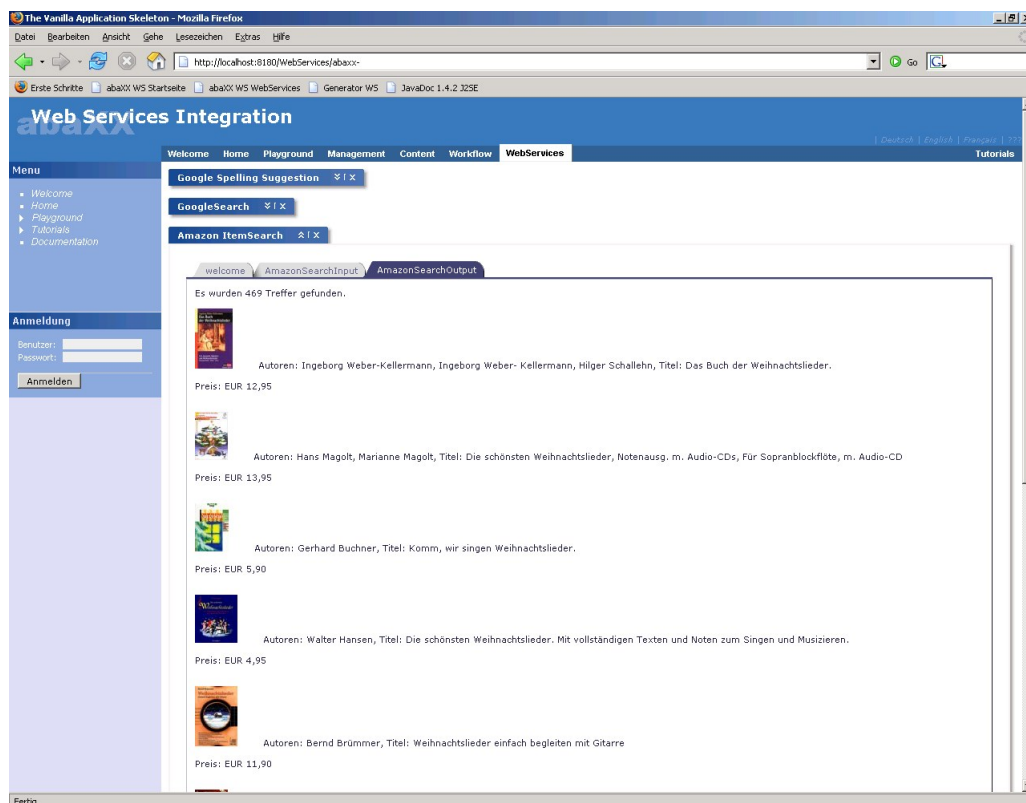 The Vanilla Application Skeleton - Mozilla Firefox
Datei Bearbeiten Ansicht Gehe Lesezeichen Extras Hilfe
http://localhost:8180/WebServices/abaxx-
Go
Erste Schritte abaXX WS Startseite abaXX WS WebServices Generator WS JavaDoc 1.4.2 J2SE
abaXX
Web Services Integration
| Deutsch | English | Français | ???
Welcome Home Playground Management Content Workflow WebServices Tutorials
Menu
Welcome
Home
Playground
Tutorials
Documentation
Anmeldung
Benutzer:
Passwort:
Anmelden
Google Spelling Suggestion
GoogleSearch
Amazon ItemSearch
welcome AmazonSearchInput AmazonSearchOutput
Es wurden 469 Treffer gefunden.
Autoren: Ingeborg Weber-Kellermann, Ingeborg Weber- Kellermann, Hilger Schallehn, Titel: Das Buch der Weihnachtslieder.
Preis: EUR 12,95
Autoren: Hans Magolt, Marianne Magolt, Titel: Die schönsten Weihnachtslieder, Notenausg. m. Audio-CDs, Für Sopranblockflöte, m. Audio-CD
Preis: EUR 13,95
Autoren: Gerhard Buchner, Titel: Komm, wir singen Weihnachtslieder.
Preis: EUR 5,90
Autoren: Walter Hansen, Titel: Die schönsten Weihnachtslieder. Mit vollständigen Texten und Noten zum Singen und Musizieren.
Preis: EUR 4,95
Autoren: Bernd Brümmer, Titel: Weihnachtslieder einfach begleiten mit Gitarre
Preis: EUR 11,90
Fertig